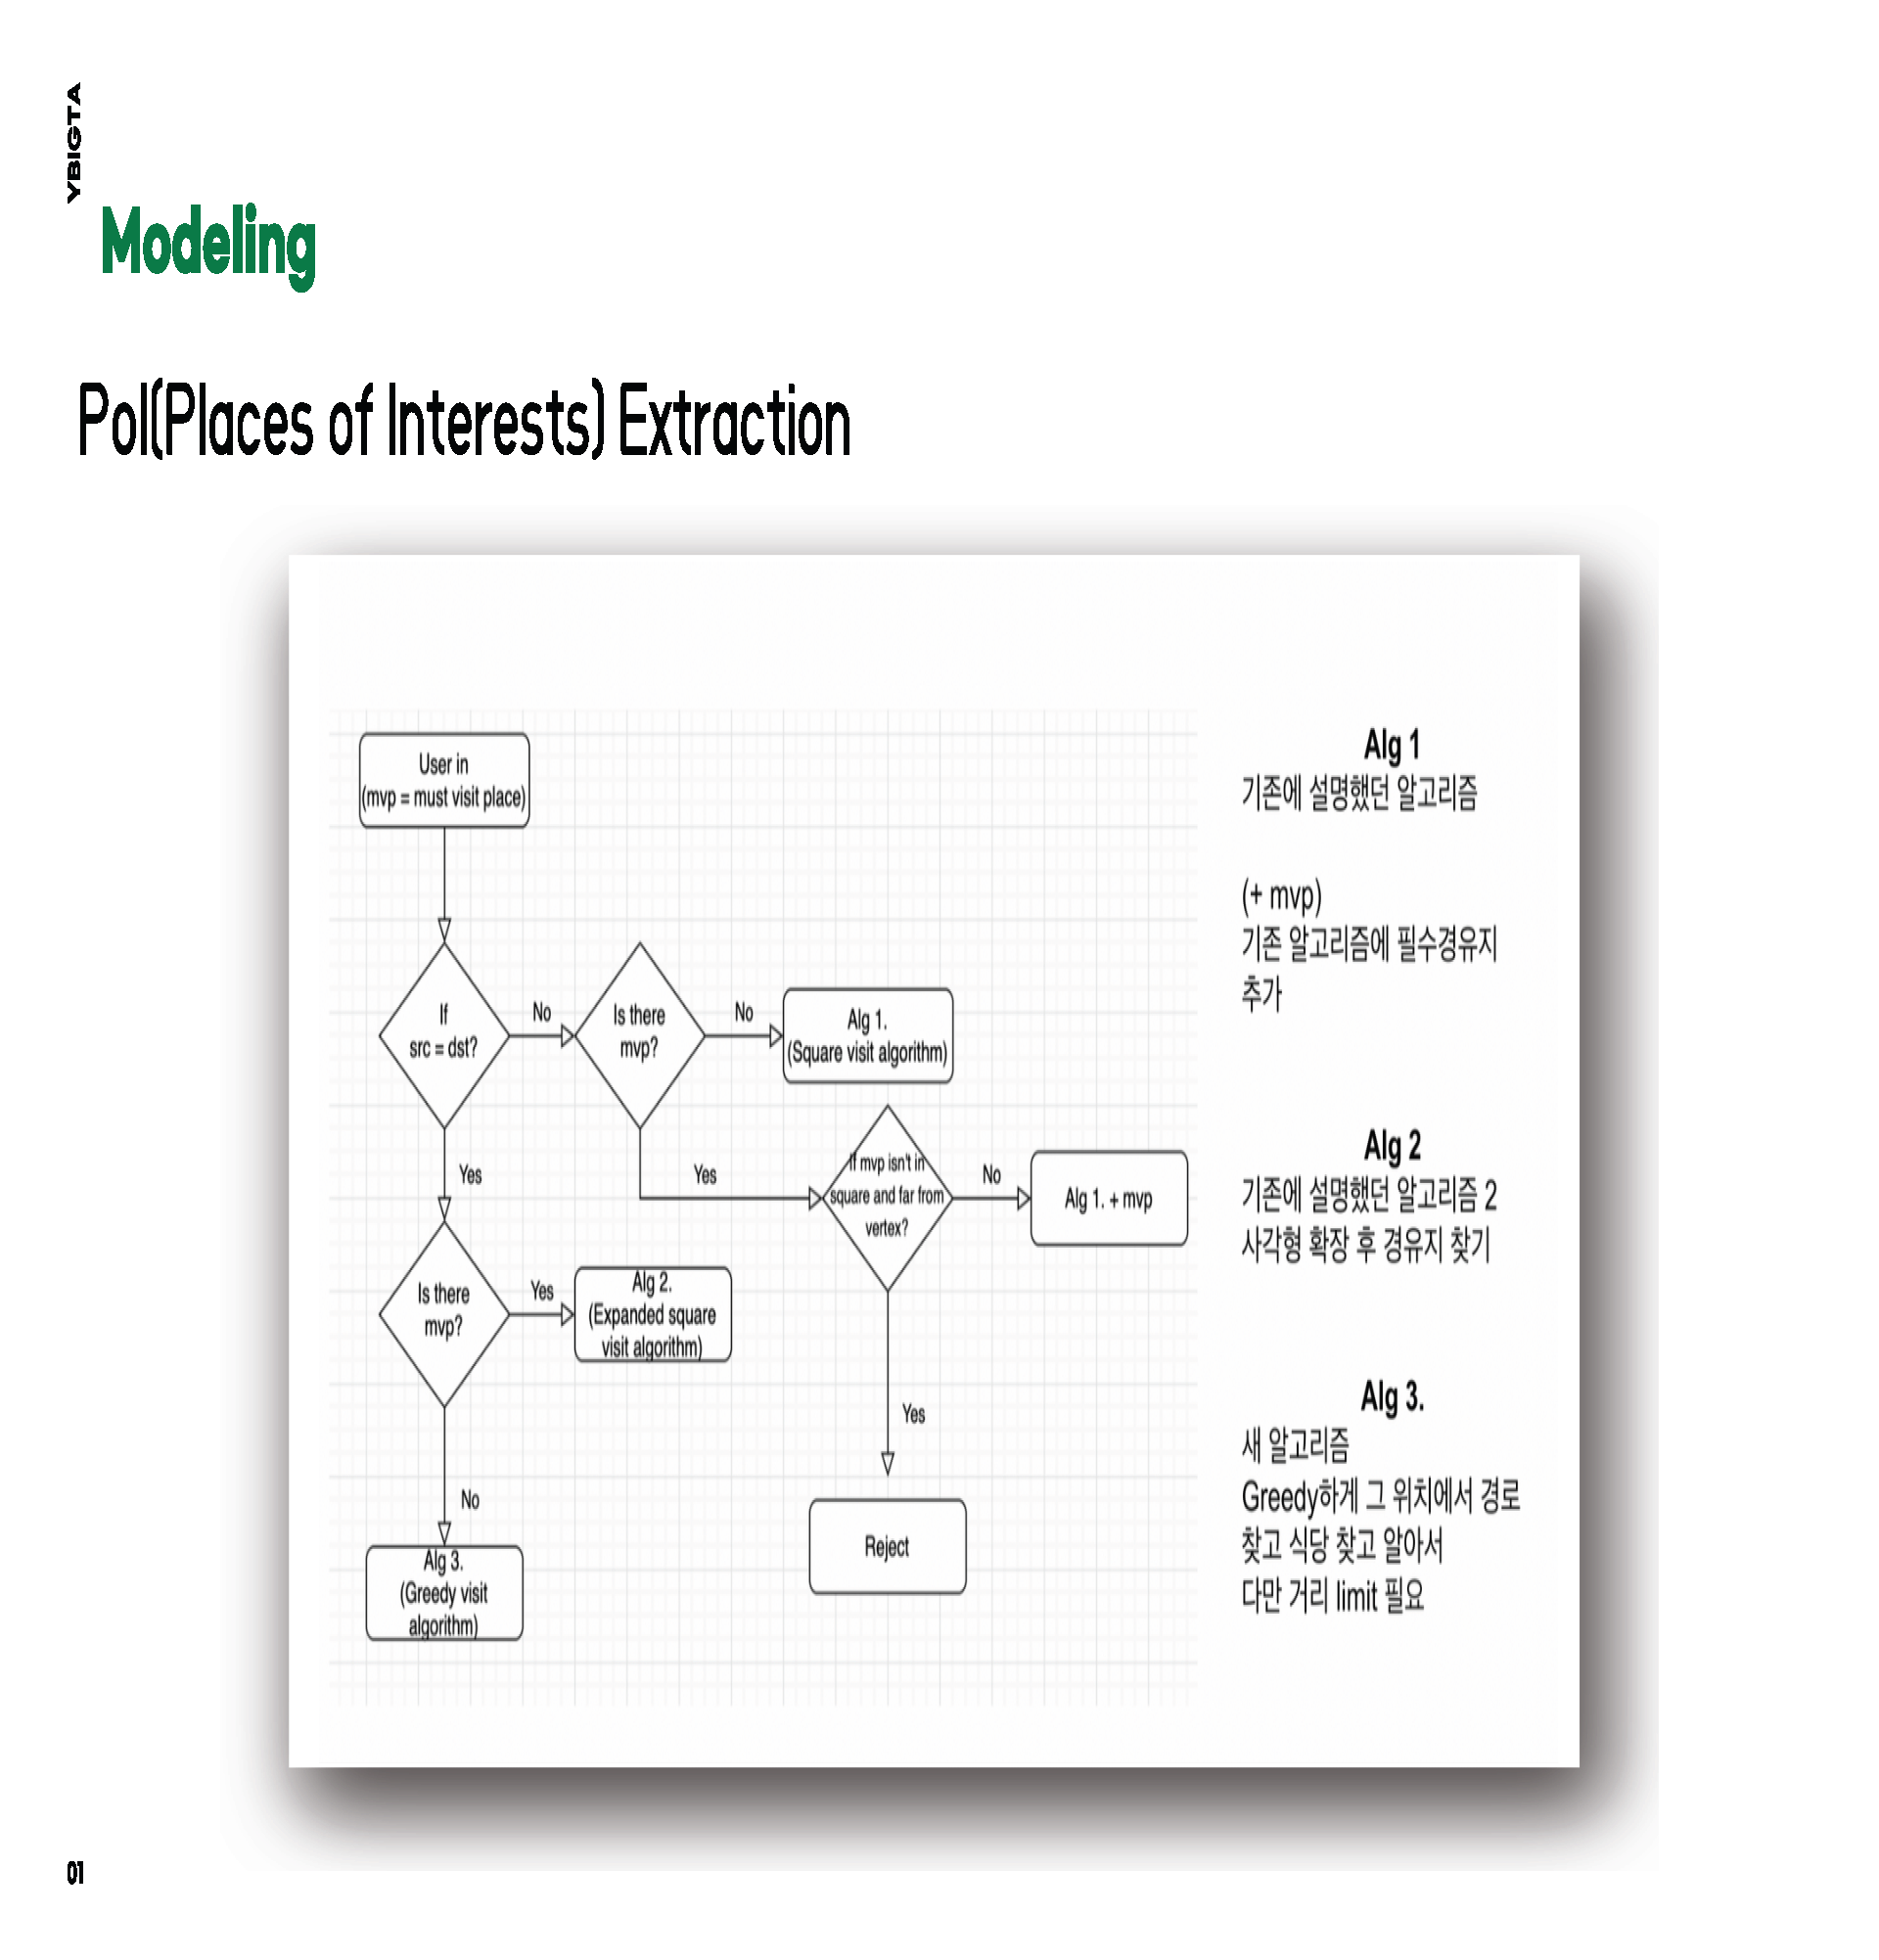 YBIGTA
Modeling
PoI(Places of Interests) Extraction
User in
(mvp = must visit place)
If
src = dst?
No
Is there
mvp?
No
Alg 1.
(Square visit algorithm)
Yes
Yes
If mvp isn't in
square and far from
vertex?
No
Alg 1. + mvp
Is there
mvp?
Yes
Alg 2.
(Expanded square
visit algorithm)
Yes
No
Reject
Alg 3.
(Greedy visit
algorithm)
Alg 1
기존에 설명했던 알고리즘
(+ mvp)
기존 알고리즘에 필수경유지
추가
Alg 2
기존에 설명했던 알고리즘 2
사각형 확장 후 경유지 찾기
Alg 3.
새 알고리즘
Greedy하게 그 위치에서 경로
찾고 식당 찾고 알아서
다만 거리 limit 필요
01